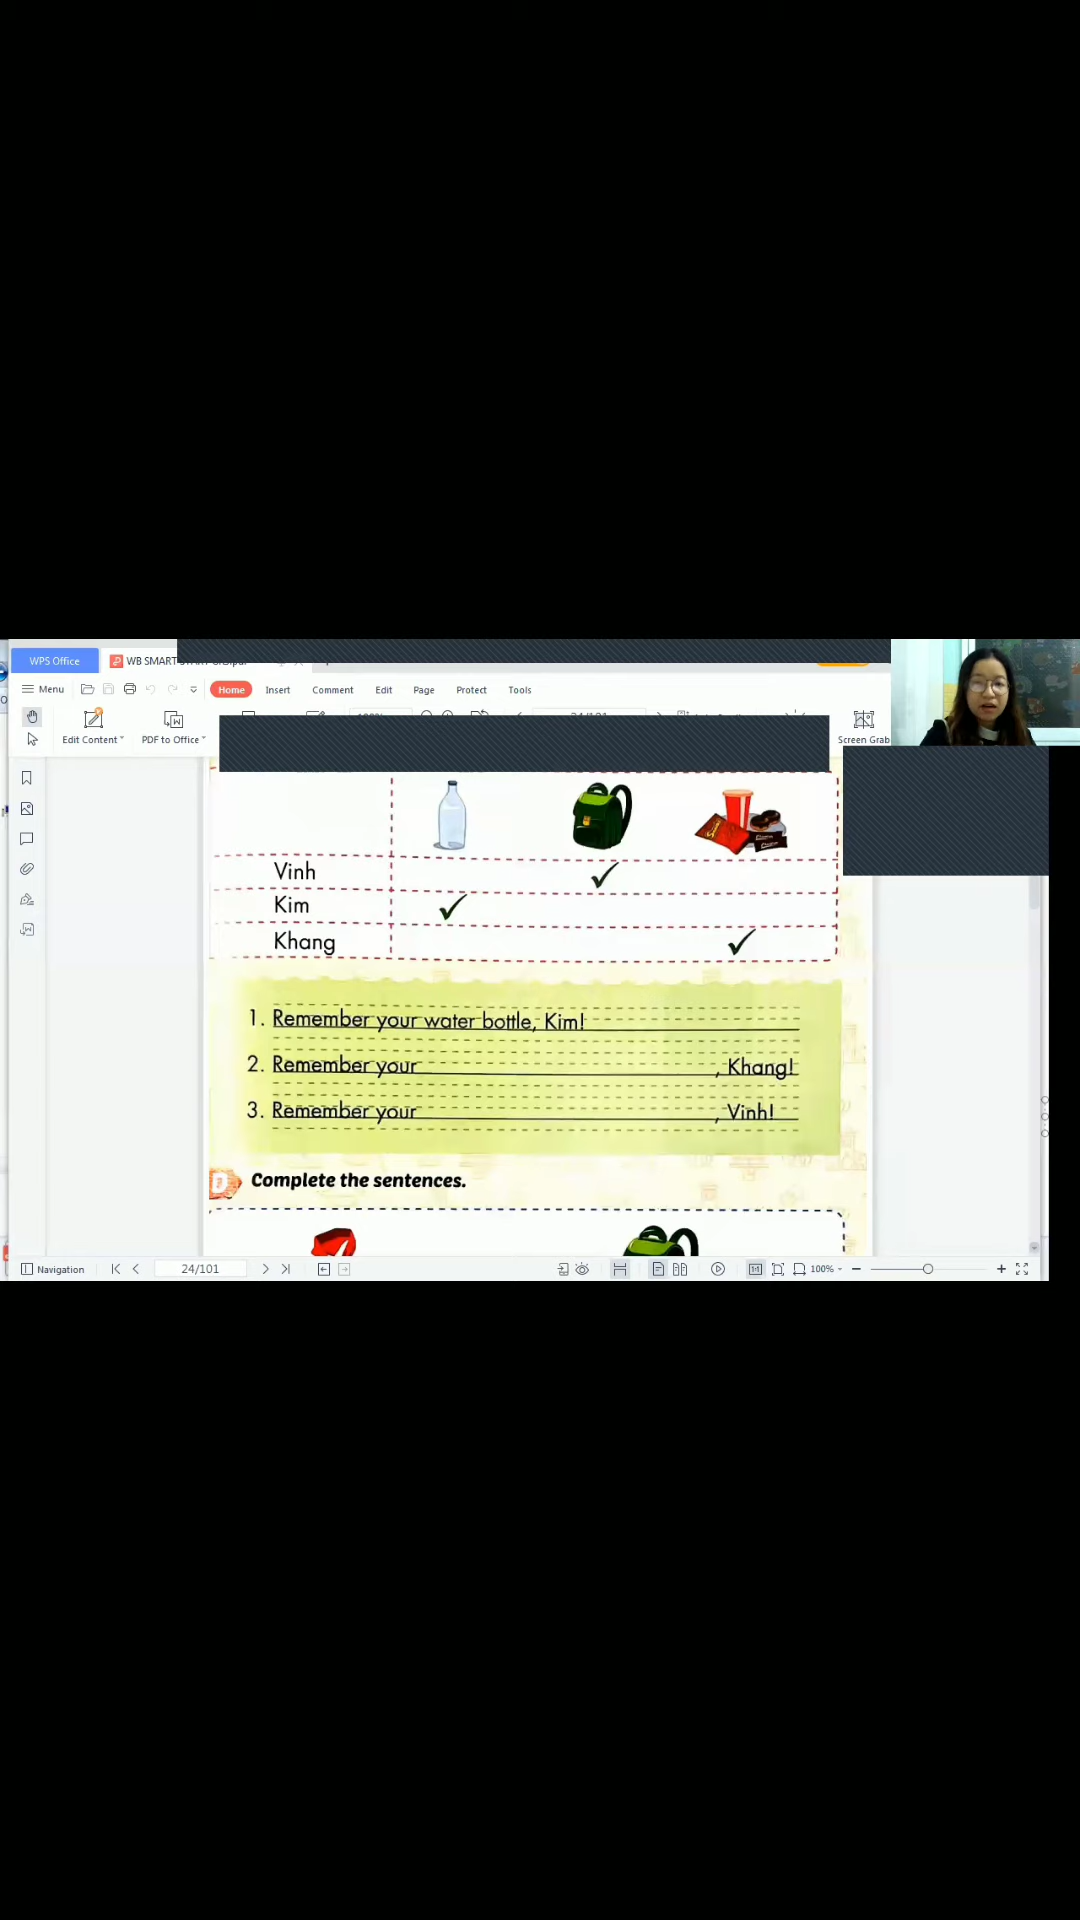 WPS Office
WB SMART
Menu
Home
Insert
Comment
Edit
Page
Protect
Tools
Edit Content
PDF to Office
Screen Grab
Vinh
Kim
Khang
1. Remember your water bottle, Kim!
2. Remember your , Khang!
3. Remember your , Vinh!
D Complete the sentences.
Navigation
24/101
1:1
100%